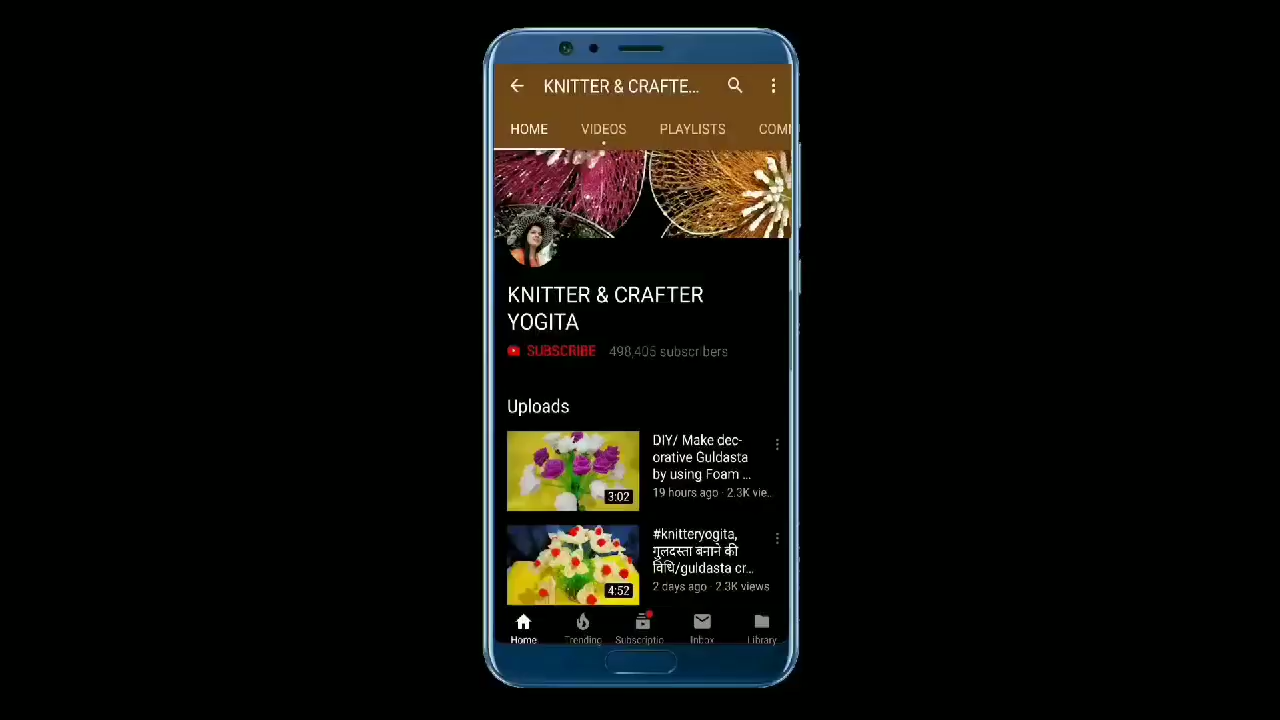 KNITTER & CRAFTE...
HOME VIDEOS PLAYLISTS COMI
KNITTER & CRAFTER
YOGITA
SUBSCRIBE 498,405 subscribers
Uploads
DIY/ Make dec-
orative Guldasta
by using Foam ...
19 hours ago · 2.3K vie..
3:02
#knitteryogita,
गुलदस्ता बनाने की
विधि/guldasta cr...
2 days ago · 2.3K views
4:52
Home Trending Subscriptio Inbox Library